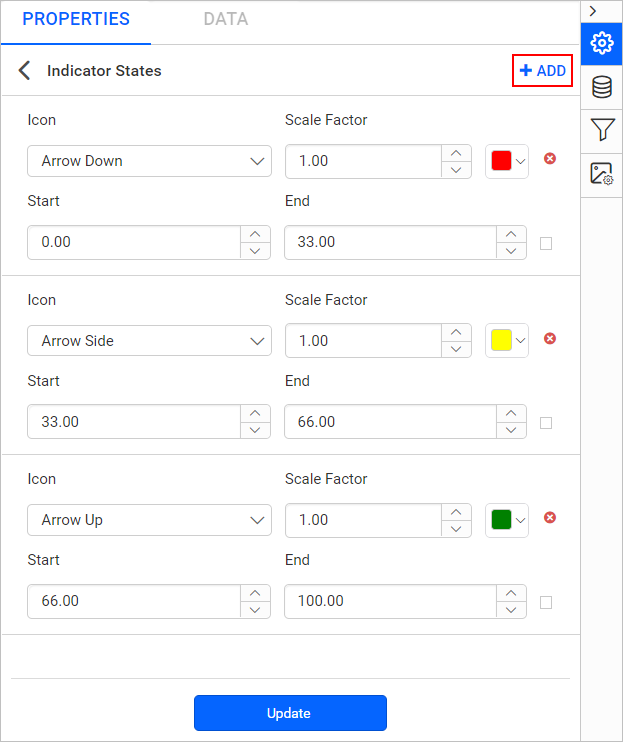 PROPERTIES DATA
Indicator States + ADD
Icon Scale Factor
Arrow Down 1.00
Start End
0.00 33.00
Icon Scale Factor
Arrow Side 1.00
Start End
33.00 66.00
Icon Scale Factor
Arrow Up 1.00
Start End
66.00 100.00
Update